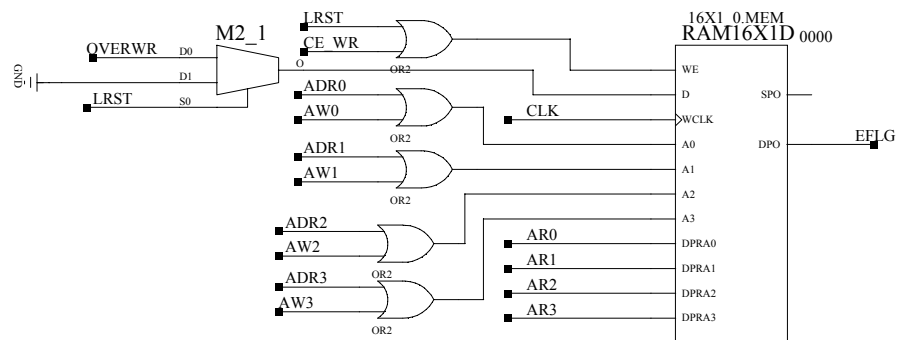 16X1_0.MEM
RAM16X1D 0000
M2_1
LRST
CE_WR
OR2
OVERWR
D0
GND
D1
O
LRST
S0
ADR0
AW0
OR2
ADR1
AW1
OR2
ADR2
AW2
OR2
ADR3
AW3
OR2
CLK
AR0
AR1
AR2
AR3
WE
D
WCLK
A0
A1
A2
A3
DPRA0
DPRA1
DPRA2
DPRA3
SPO
DPO
EFLG